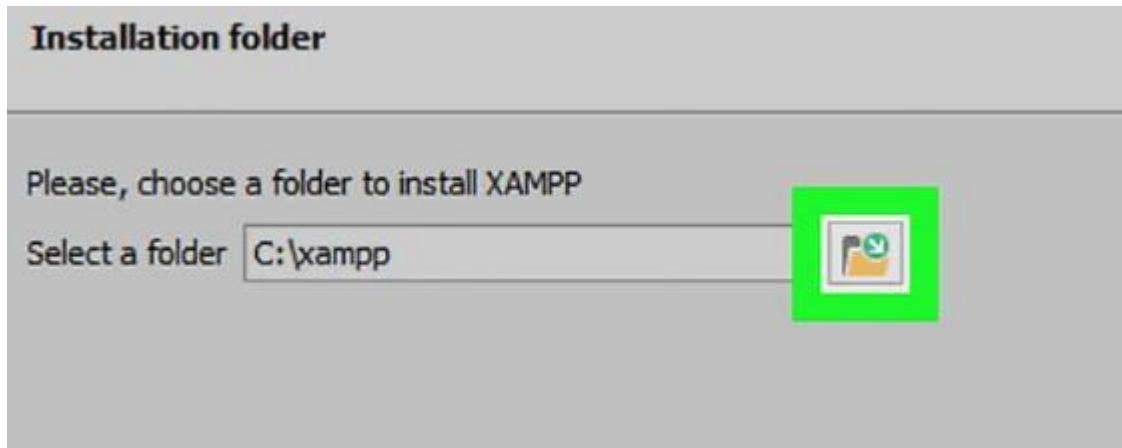 Installation folder
Please, choose a folder to install XAMPP
Select a folder C:\xampp